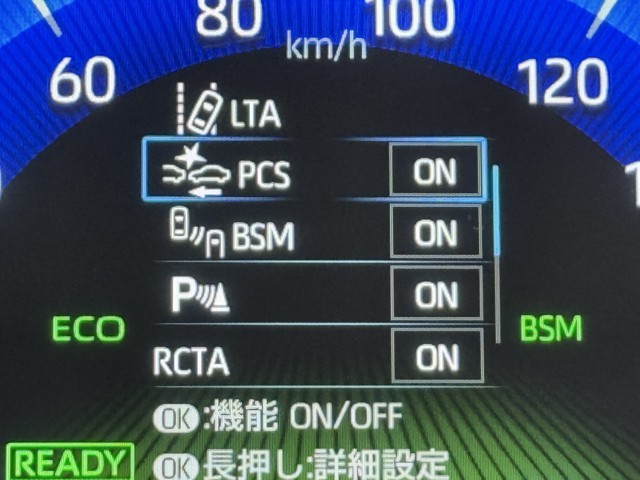 80 100
km/h
60 120
LTA
PCS ON
BSM ON
P ON
ECO BSM
RCTA ON
OK:機能 ON/OFF
READY OK長押し:詳細設定